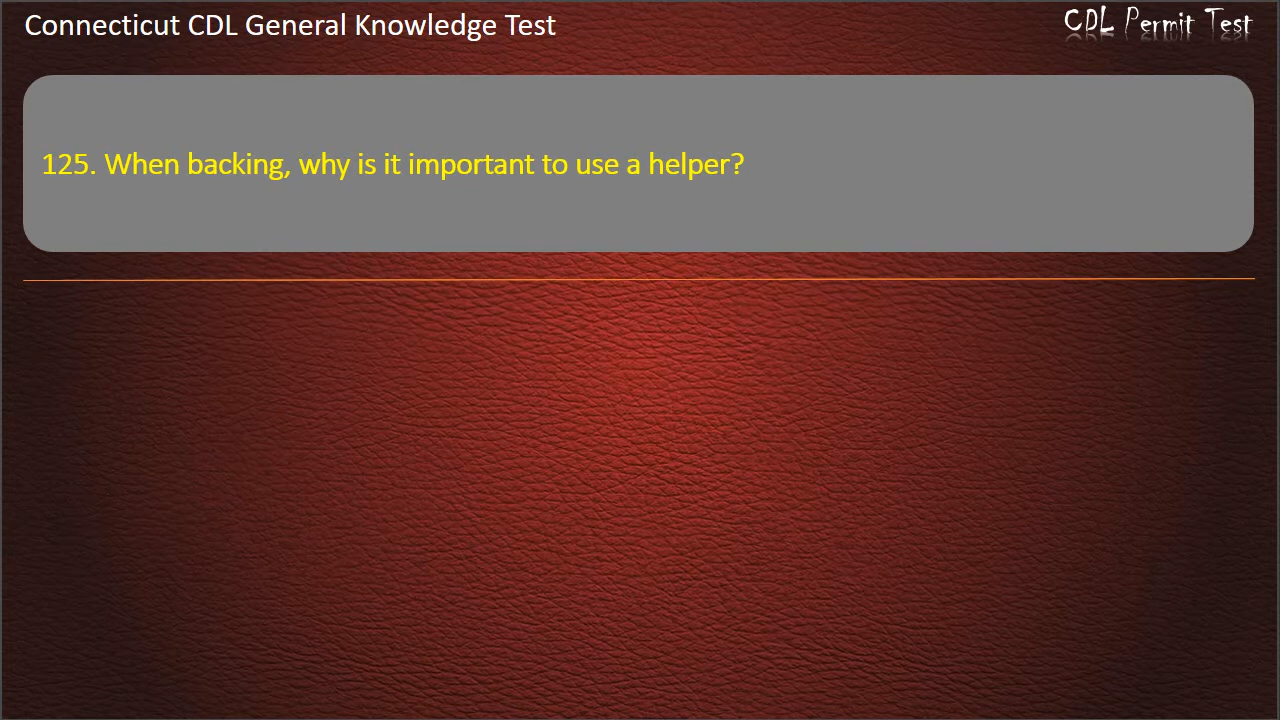 Connecticut CDL General Knowledge Test
CDL Permit Test
125. When backing, why is it important to use a helper?